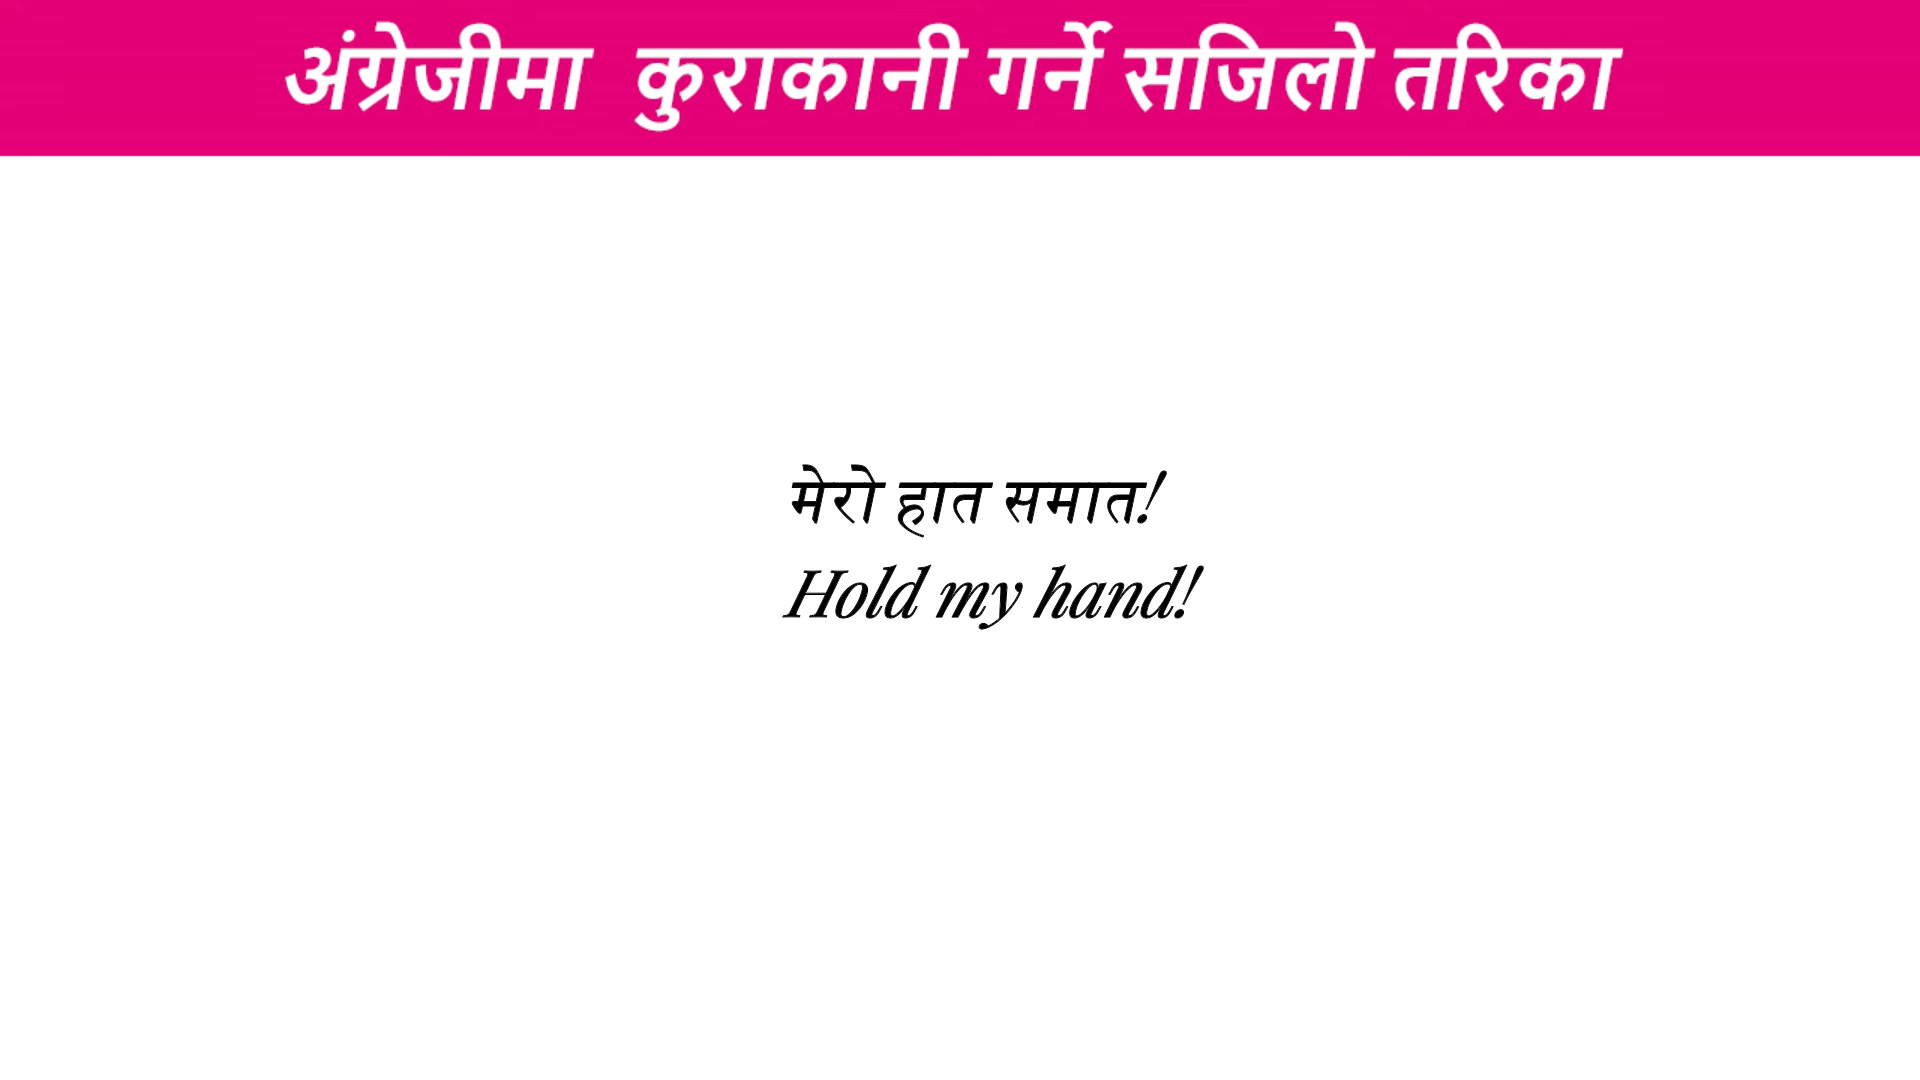 अंग्रेजीमा कुराकानी गर्ने सजिलो तरिका
मेरो हात समात!
Hold my hand!